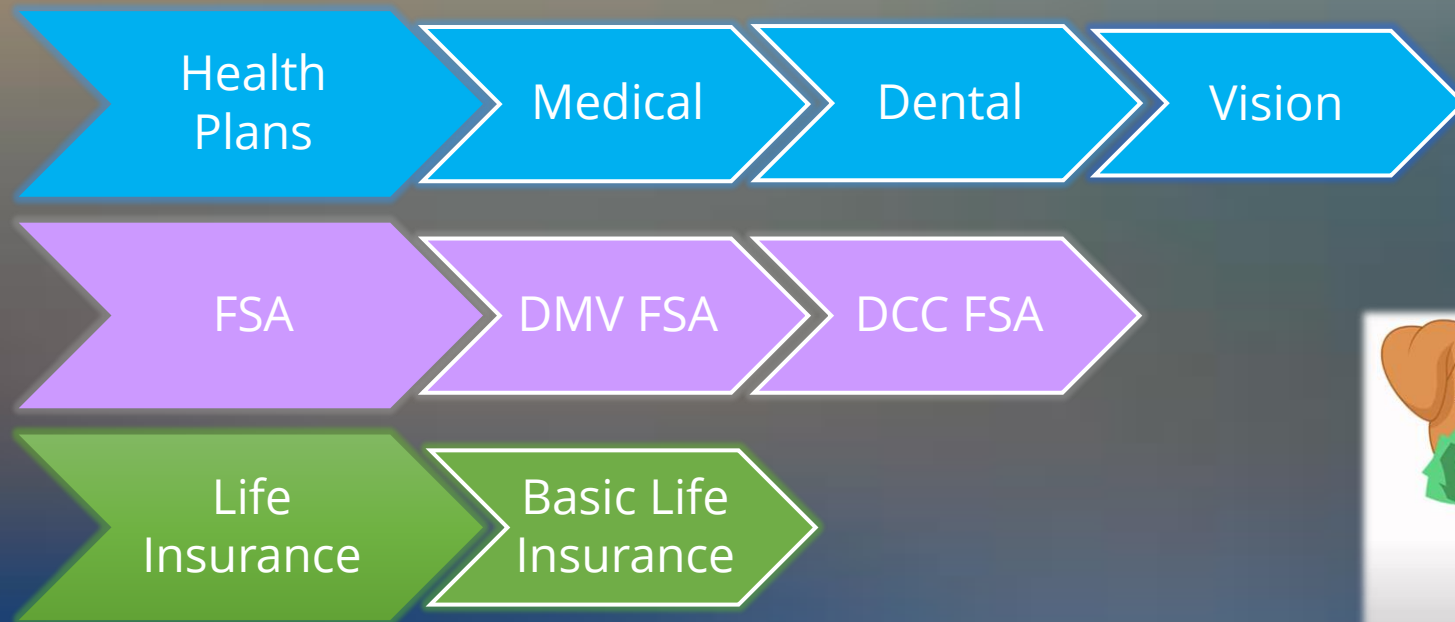 Health
Plans
Medical
Dental
Vision
FSA
DMV FSA
DCC FSA
Life
Insurance
Basic Life
Insurance